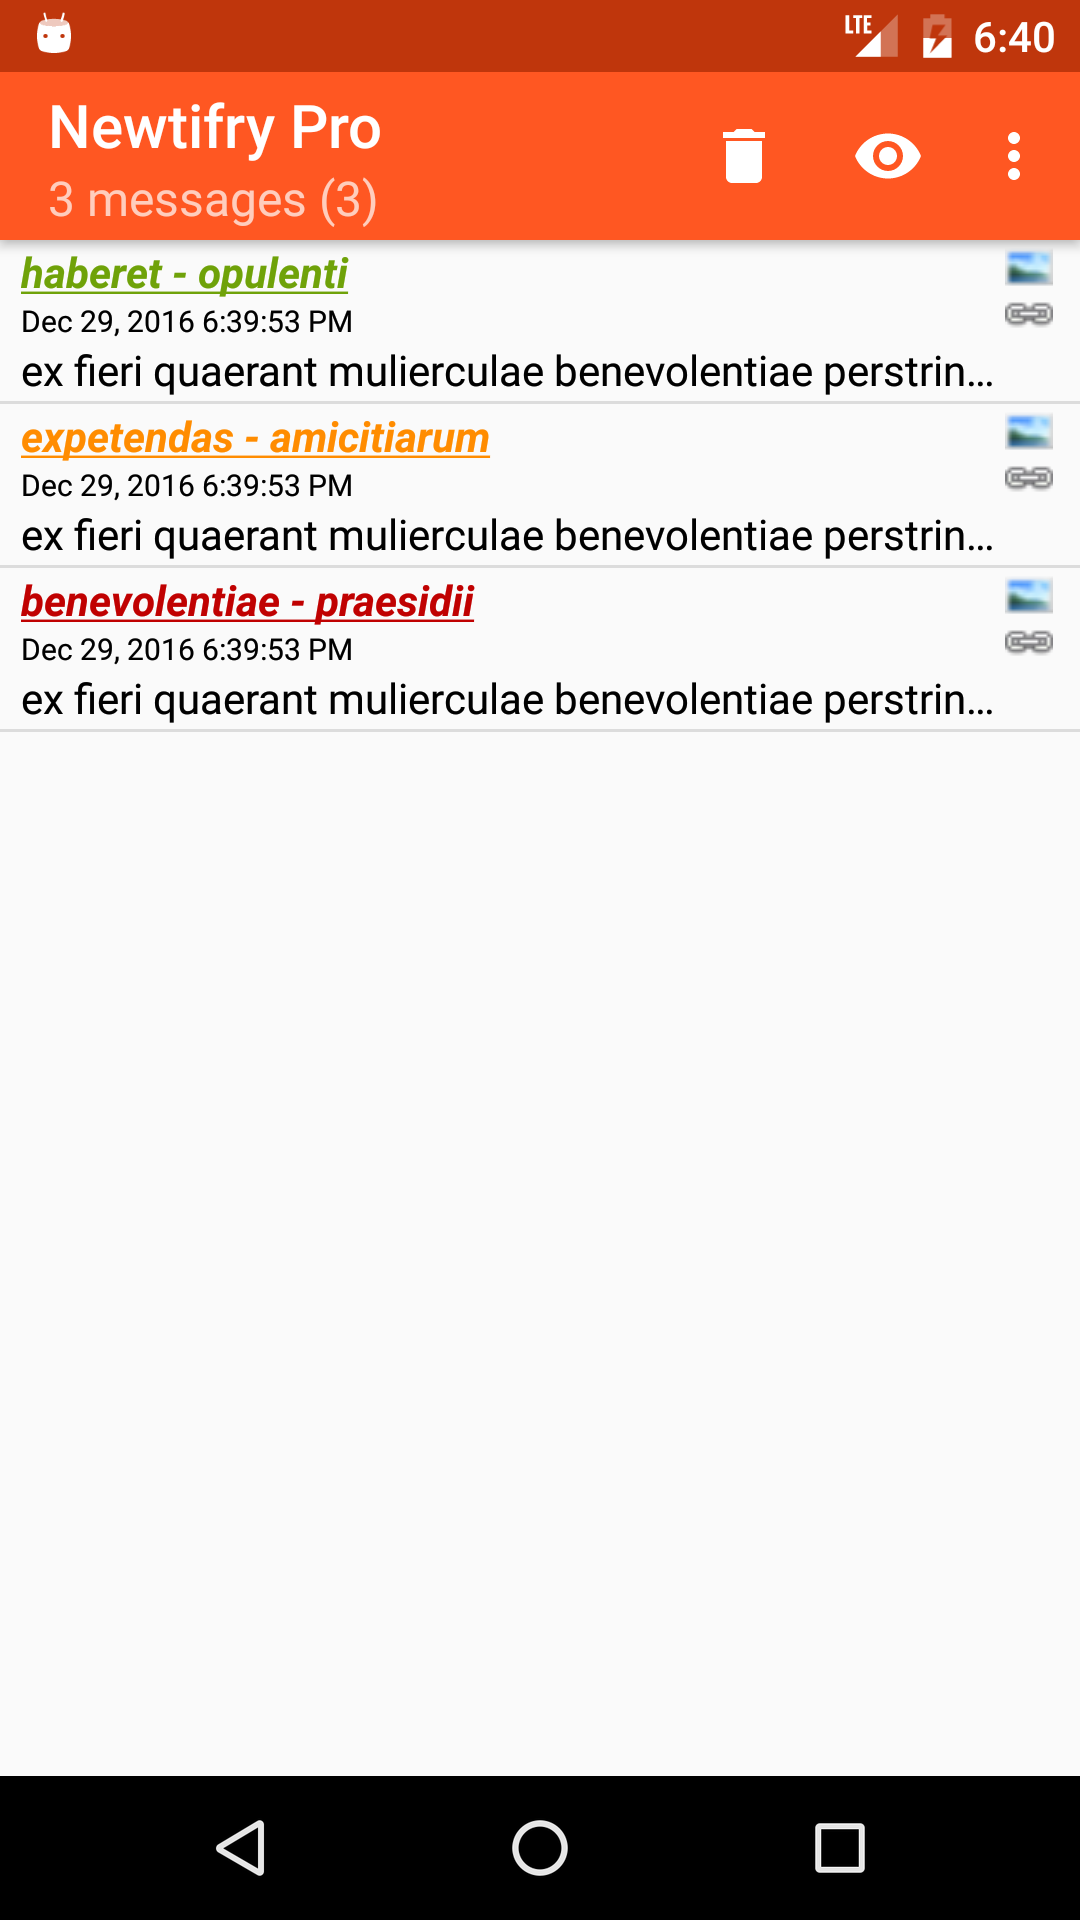 LTE 6:40
Newtifry Pro
3 messages (3)
haberet - opulenti
Dec 29, 2016 6:39:53 PM
ex fieri quaerant mulierculae benevolentiae perstrin...
expetendas - amicitiarum
Dec 29, 2016 6:39:53 PM
ex fieri quaerant mulierculae benevolentiae perstrin...
benevolentiae - praesidii
Dec 29, 2016 6:39:53 PM
ex fieri quaerant mulierculae benevolentiae perstrin...